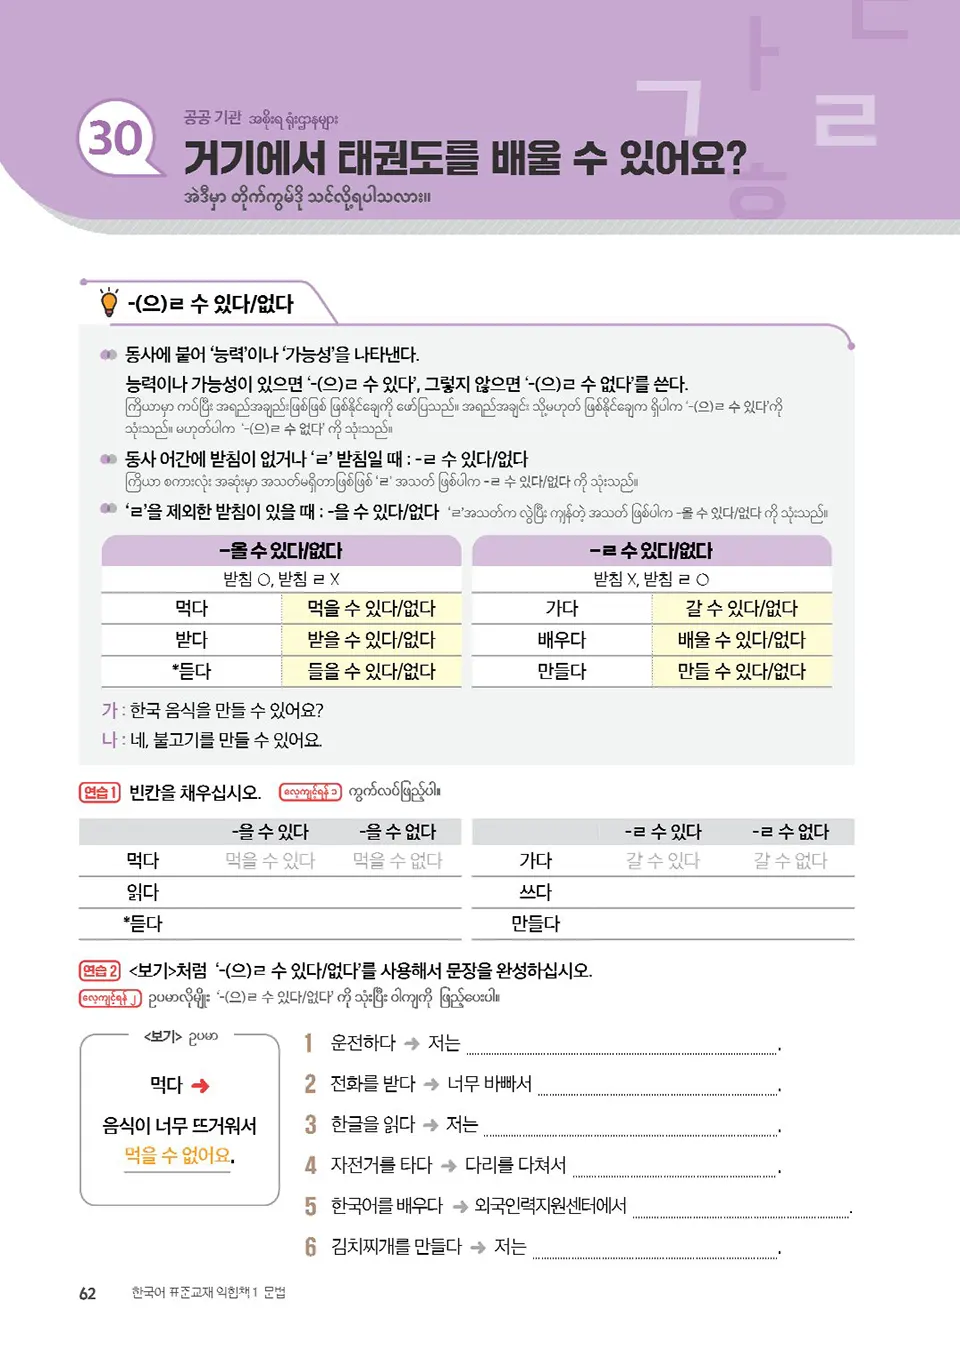 30
공공 기관 အစိုးရ ရုံးဌာနများ
거기에서 태권도를 배울 수 있어요?
အဲဒီမှာ တိုက်ကွမ်ဒို သင်လို့ရပါသလား။
ㄱ ㅏ ㄷ ㄹ ㅎ
-(으)ㄹ 수 있다/없다
동사에 붙어 ‘능력’이나 ‘가능성’을 나타낸다.
능력이나 가능성이 있으면 ‘-(으)ㄹ 수 있다’, 그렇지 않으면 ‘-(으)ㄹ 수 없다’를 쓴다.
ကြိယာမှာ ကပ်ပြီး အရည်အချည်းဖြစ်ဖြစ် ဖြစ်နိုင်ချေကို ဖော်ပြသည်။ အရည်အချင်း သို့မဟုတ် ဖြစ်နိုင်ချေက ရှိပါက ‘-(으)ㄹ 수 있다’ကို
သုံးသည်။ မဟုတ်ပါက ‘-(으)ㄹ 수 없다’ ကို သုံးသည်။
동사 어간에 받침이 없거나 ‘ㄹ’ 받침일 때 : -ㄹ 수 있다/없다
ကြိယာ စကားလုံး အဆုံးမှာ အသတ်မရှိတာဖြစ်ဖြစ် ‘ㄹ’ အသတ် ဖြစ်ပါက -ㄹ 수 있다/없다 ကို သုံးသည်။
‘ㄹ’을 제외한 받침이 있을 때 : -을 수 있다/없다 ‘ㄹ’အသတ်က လွဲပြီး ကျန်တဲ့ အသတ် ဖြစ်ပါက -을 수 있다/없다 ကို သုံးသည်။
-을 수 있다/없다 -ㄹ 수 있다/없다
받침 O, 받침 ㄹ X 받침 X, 받침 ㄹ O
먹다 먹을 수 있다/없다 가다 갈 수 있다/없다
받다 받을 수 있다/없다 배우다 배울 수 있다/없다
*듣다 들을 수 있다/없다 만들다 만들 수 있다/없다
가 : 한국 음식을 만들 수 있어요?
나 : 네, 불고기를 만들 수 있어요.
연습 1 빈칸을 채우십시오. လေ့ကျင့်ရန် ၁ ကွက်လပ်ဖြည့်ပါ။
-을 수 있다 -을 수 없다 -ㄹ 수 있다 -ㄹ 수 없다
먹다 먹을 수 있다 먹을 수 없다 가다 갈 수 있다 갈 수 없다
읽다 쓰다
*듣다 만들다
연습 2 <보기>처럼 ‘-(으)ㄹ 수 있다/없다’를 사용해서 문장을 완성하십시오.
လေ့ကျင့်ရန် ၂ ဥပမာလိုမျိုး ‘-(으)ㄹ 수 있다/없다’ ကို သုံးပြီး ဝါကျကို ဖြည့်ပေးပါ။
<보기> ဥပမာ
먹다 ➜
음식이 너무 뜨거워서
먹을 수 없어요.
1 운전하다 ➜ 저는 .
2 전화를 받다 ➜ 너무 바빠서 .
3 한글을 읽다 ➜ 저는 .
4 자전거를 타다 ➜ 다리를 다쳐서 .
5 한국어를 배우다 ➜ 외국인력지원센터에서 .
6 김치찌개를 만들다 ➜ 저는 .
62 한국어 표준교재 익힘책 1 문법